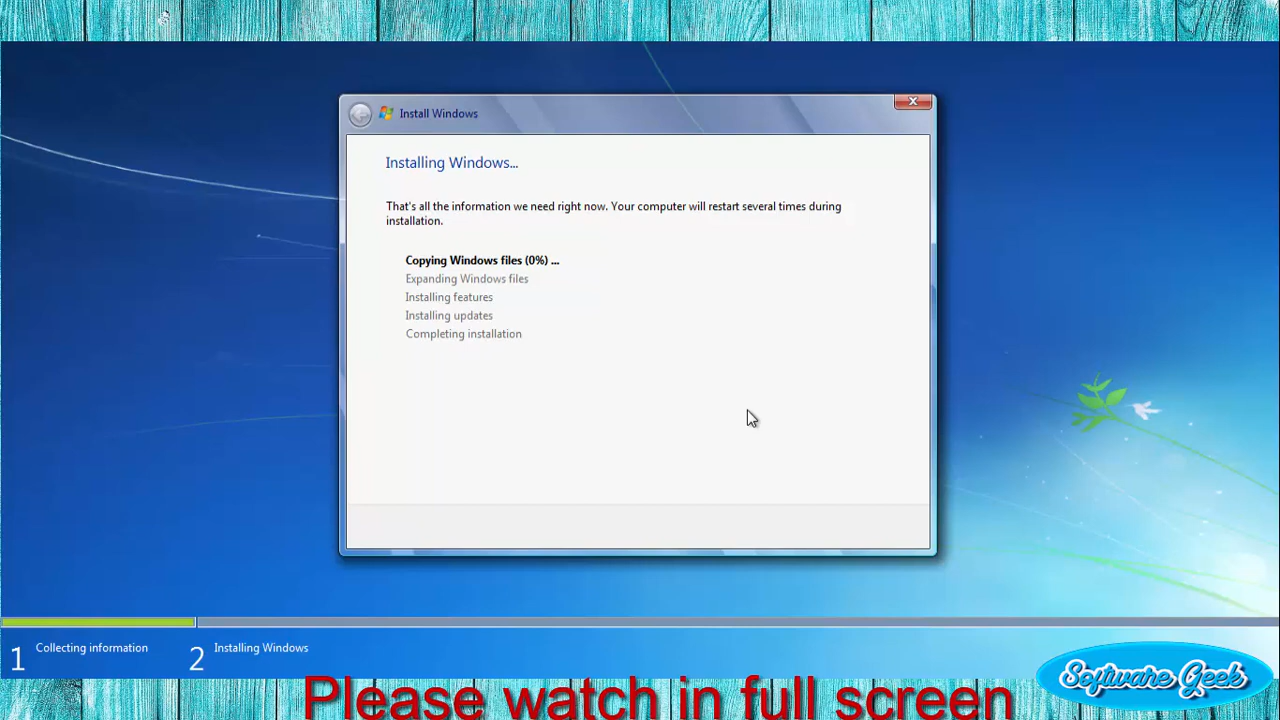 Install Windows
Installing Windows...
That's all the information we need right now. Your computer will restart several times during
installation.
Copying Windows files (0%) ...
Expanding Windows files
Installing features
Installing updates
Completing installation
1 Collecting information
2 Installing Windows
Software Geek
Please watch in full screen